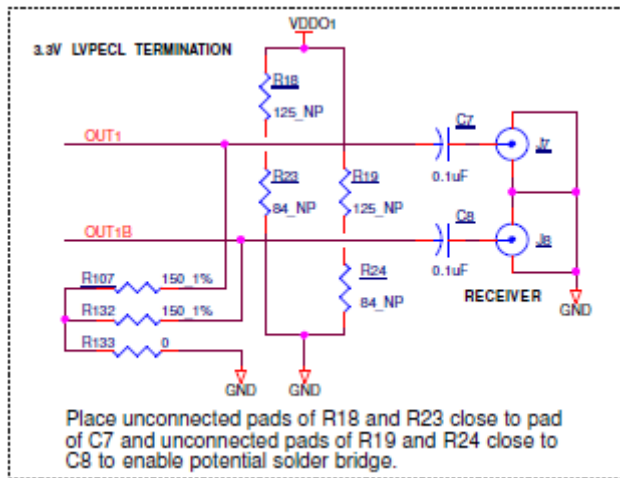 VDDO1
3.3V LVPECL TERMINATION
R18
125_NP
C7
OUT1
J7
R23
R19
0.1uF
84_NP
125_NP
C8
OUT1B
J8
R24
0.1uF
R107 150_1%
84_NP
RECEIVER
R132 150_1%
GND
R133 0
GND GND
Place unconnected pads of R18 and R23 close to pad
of C7 and unconnected pads of R19 and R24 close to
C8 to enable potential solder bridge.